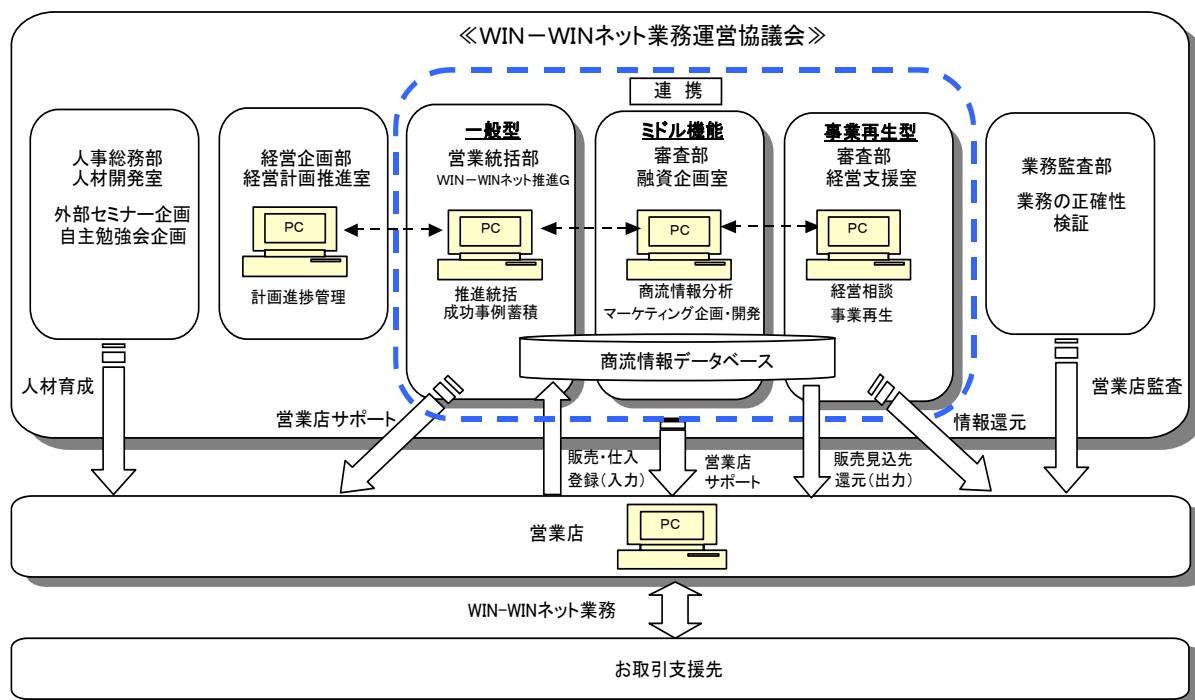 ≪WIN－WINネット業務運営協議会≫
連 携
人事総務部
人材開発室
外部セミナー企画
自主勉強会企画
経営企画部
経営計画推進室
PC
計画進捗管理
一般型
営業統括部
WIN－WINネット推進G
PC
推進統括
成功事例蓄積
ミドル機能
審査部
融資企画室
PC
商流情報分析
マーケティング企画・開発
事業再生型
審査部
経営支援室
PC
経営相談
事業再生
業務監査部
業務の正確性
検証
商流情報データベース
人材育成
営業店サポート
販売・仕入
登録(入力)
営業店
サポート
販売見込先
還元(出力)
情報還元
営業店監査
営業店
PC
WIN-WINネット業務
お取引支援先